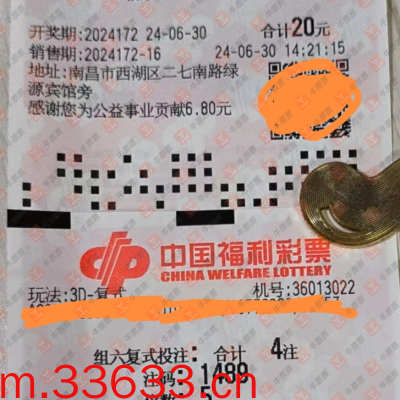 开奖期:2024172 24-06-30 合计20元
销售期:2024172-16 24-06-30 14:21:15
地址:南昌市西湖区二七南路绿
源宾馆旁
感谢您为公益事业贡献6.80元
中国福利彩票
CHINA WELFARE LOTTERY
玩法:3D-复式 机号:36013022
组六复式投注: 合计 4注
注码: 1489
m.33633.cn